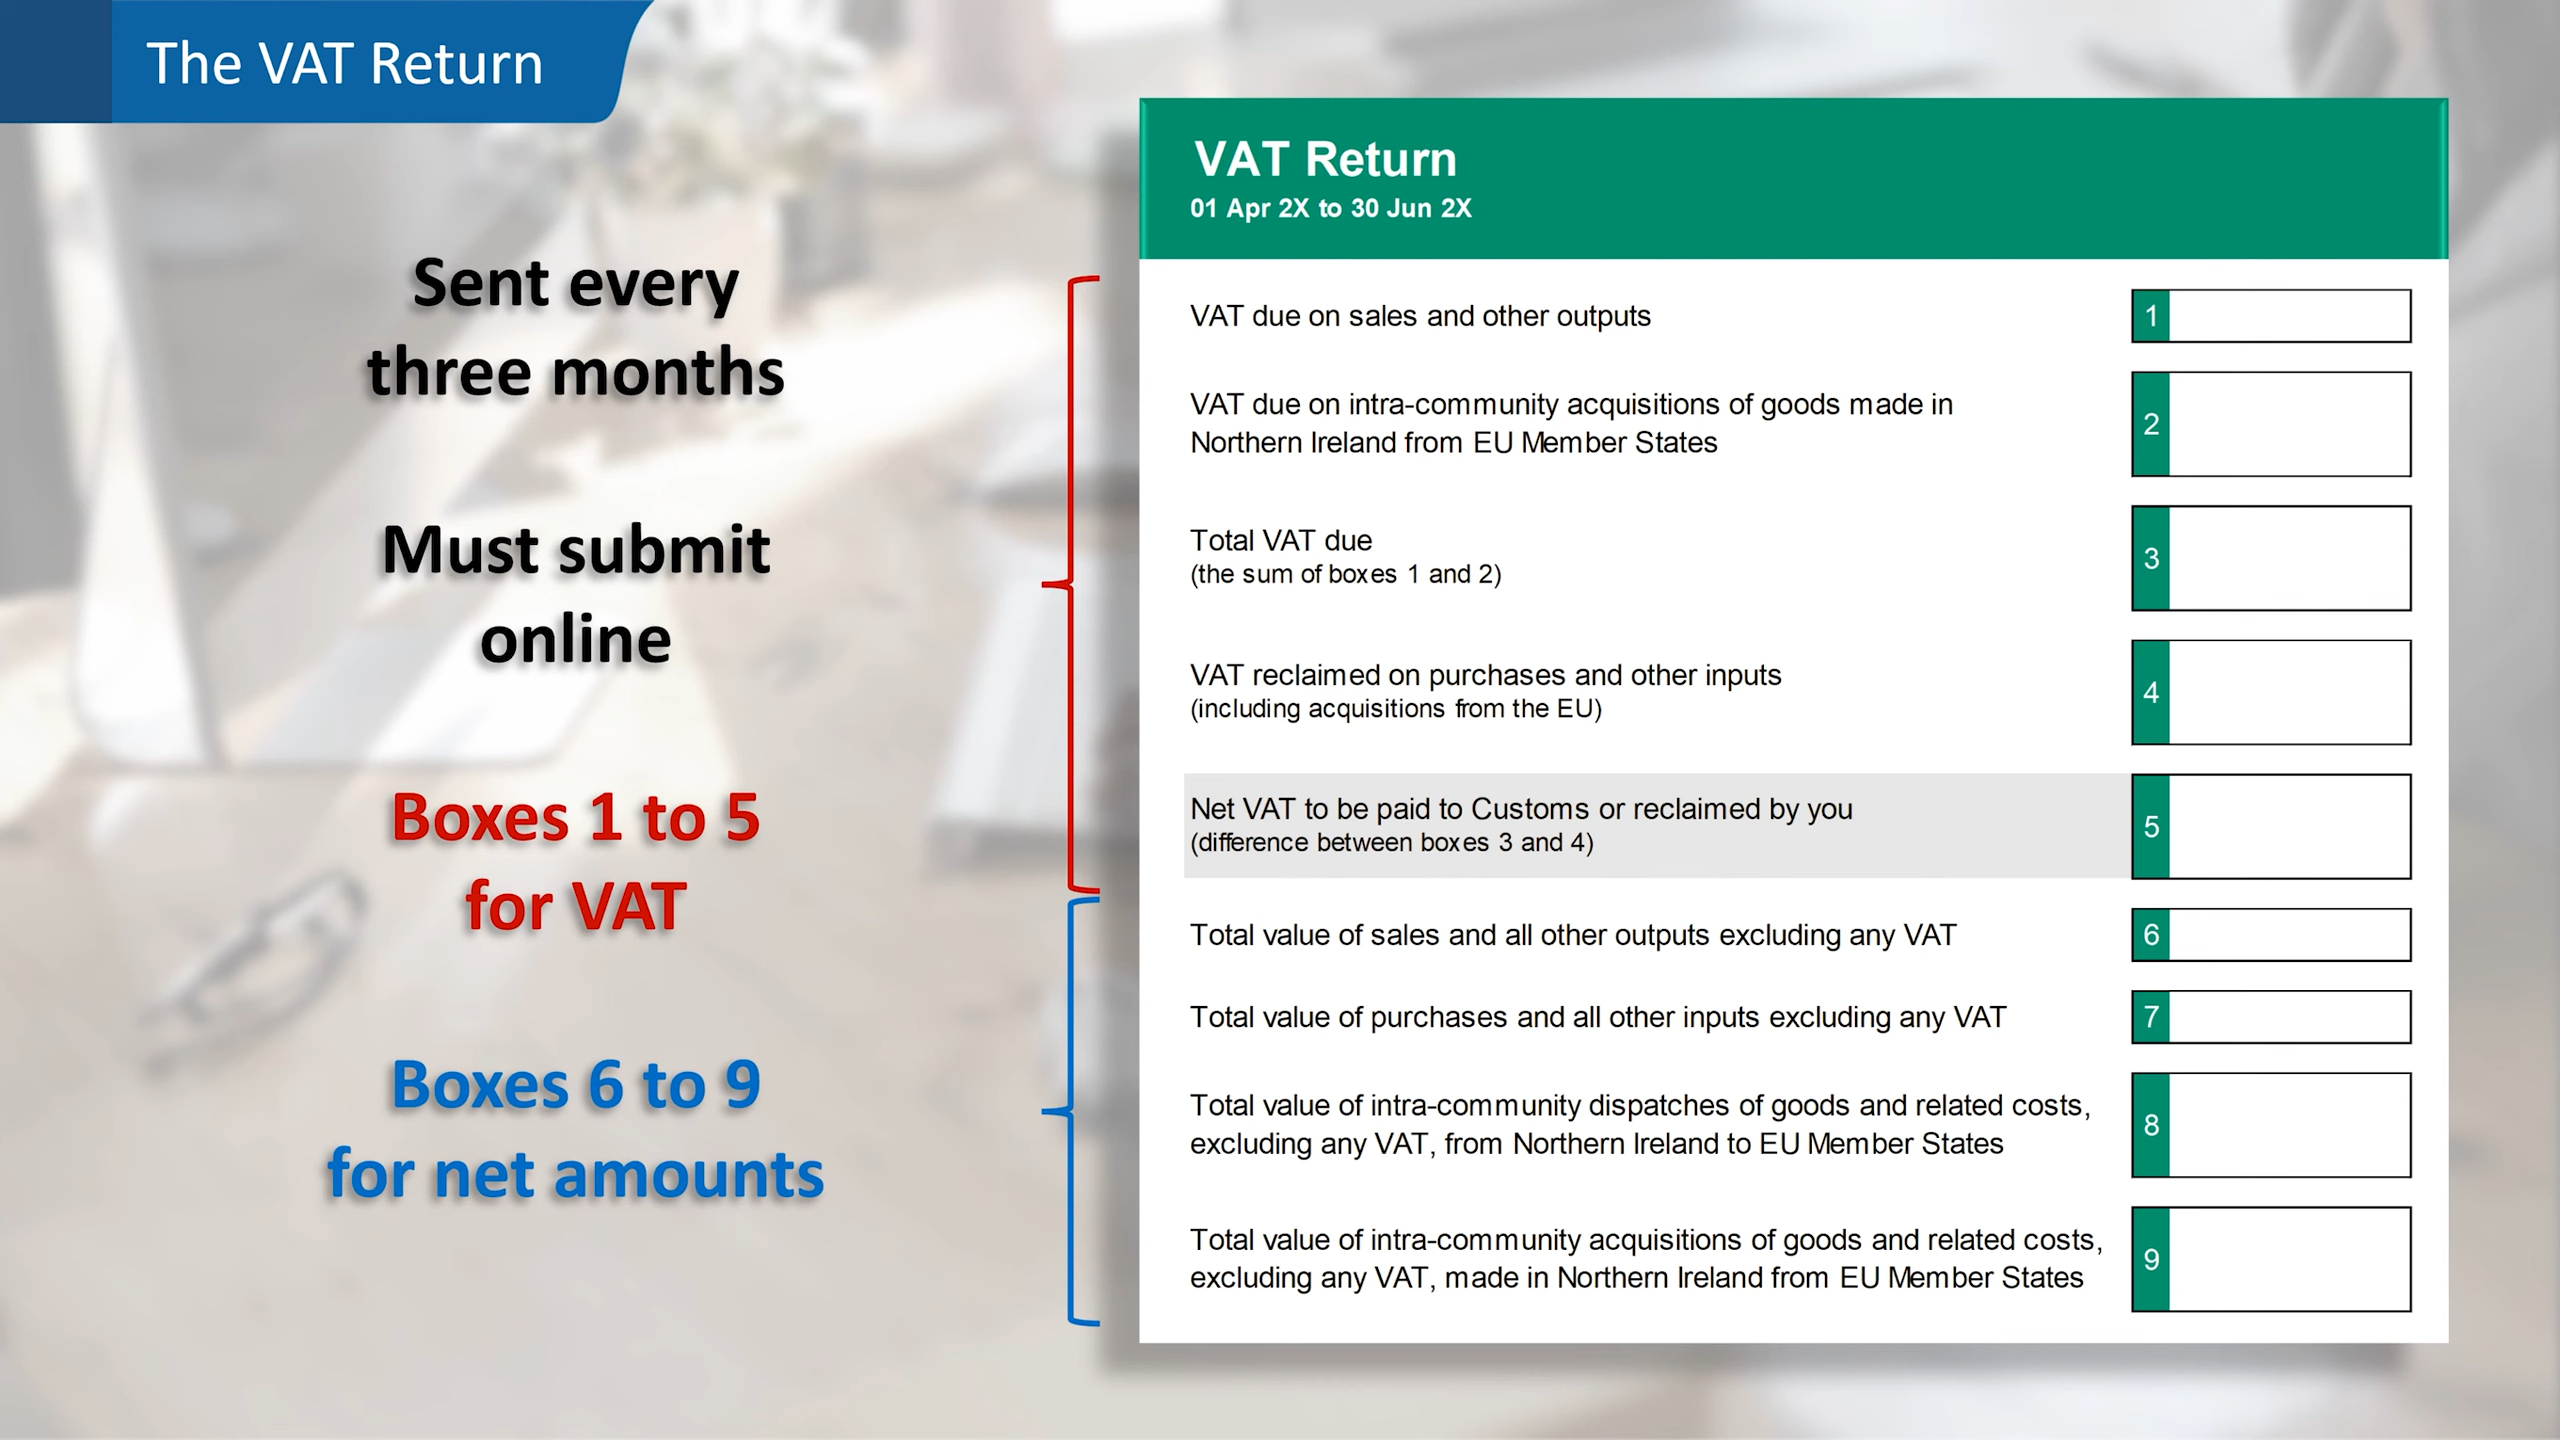 The VAT Return
Sent every
three months
Must submit
online
Boxes 1 to 5
for VAT
Boxes 6 to 9
for net amounts
VAT Return
01 Apr 2X to 30 Jun 2X
VAT due on sales and other outputs
1
VAT due on intra-community acquisitions of goods made in
Northern Ireland from EU Member States
2
Total VAT due
(the sum of boxes 1 and 2)
3
VAT reclaimed on purchases and other inputs
(including acquisitions from the EU)
4
Net VAT to be paid to Customs or reclaimed by you
(difference between boxes 3 and 4)
5
Total value of sales and all other outputs excluding any VAT
6
Total value of purchases and all other inputs excluding any VAT
7
Total value of intra-community dispatches of goods and related costs,
excluding any VAT, from Northern Ireland to EU Member States
8
Total value of intra-community acquisitions of goods and related costs,
excluding any VAT, made in Northern Ireland from EU Member States
9